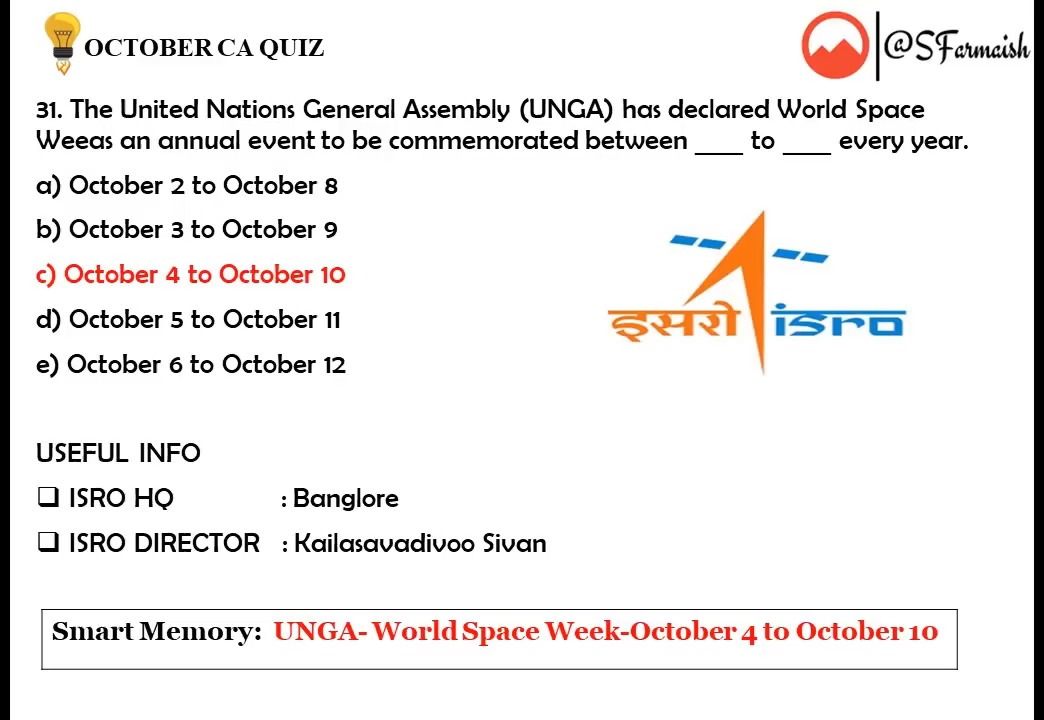 OCTOBER CA QUIZ
@SFarmaish
31. The United Nations General Assembly (UNGA) has declared World Space
Weeas an annual event to be commemorated between ____ to ____ every year.
a) October 2 to October 8
b) October 3 to October 9
c) October 4 to October 10
d) October 5 to October 11
e) October 6 to October 12
इसरो isro
USEFUL INFO
❑ ISRO HQ : Banglore
❑ ISRO DIRECTOR : Kailasavadivoo Sivan
Smart Memory: UNGA- World Space Week-October 4 to October 10